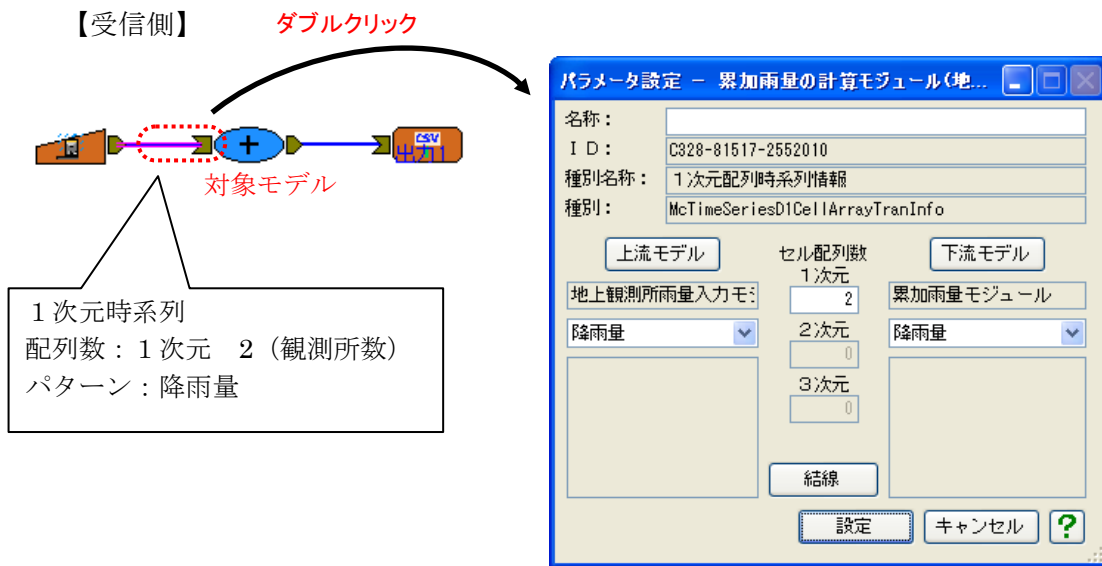 【受信側】
ダブルクリック
CSV
出力1
対象モデル
1次元時系列
配列数:1次元 2(観測所数)
パターン:降雨量
パラメータ設定 - 累加雨量の計算モジュール(地...
名称:
ID: C328-81517-2552010
種別名称: 1次元配列時系列情報
種別: McTimeSeriesD1CellArrayTranInfo
上流モデル セル配列数 下流モデル
1次元
地上観測所雨量入力モ 2 累加雨量モジュール
降雨量 2次元 降雨量
0
3次元
0
結線
設定 キャンセル ?